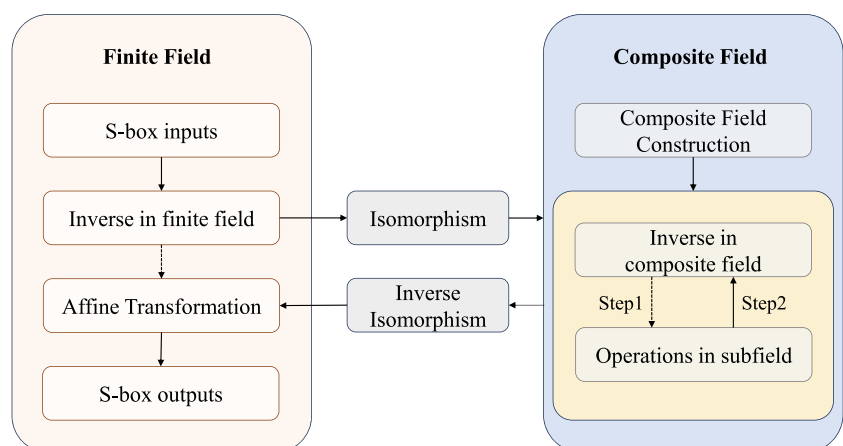 Finite Field
S-box inputs
Inverse in finite field
Affine Transformation
S-box outputs
Isomorphism
Inverse
Isomorphism
Composite Field
Composite Field
Construction
Inverse in
composite field
Step1
Step2
Operations in subfield